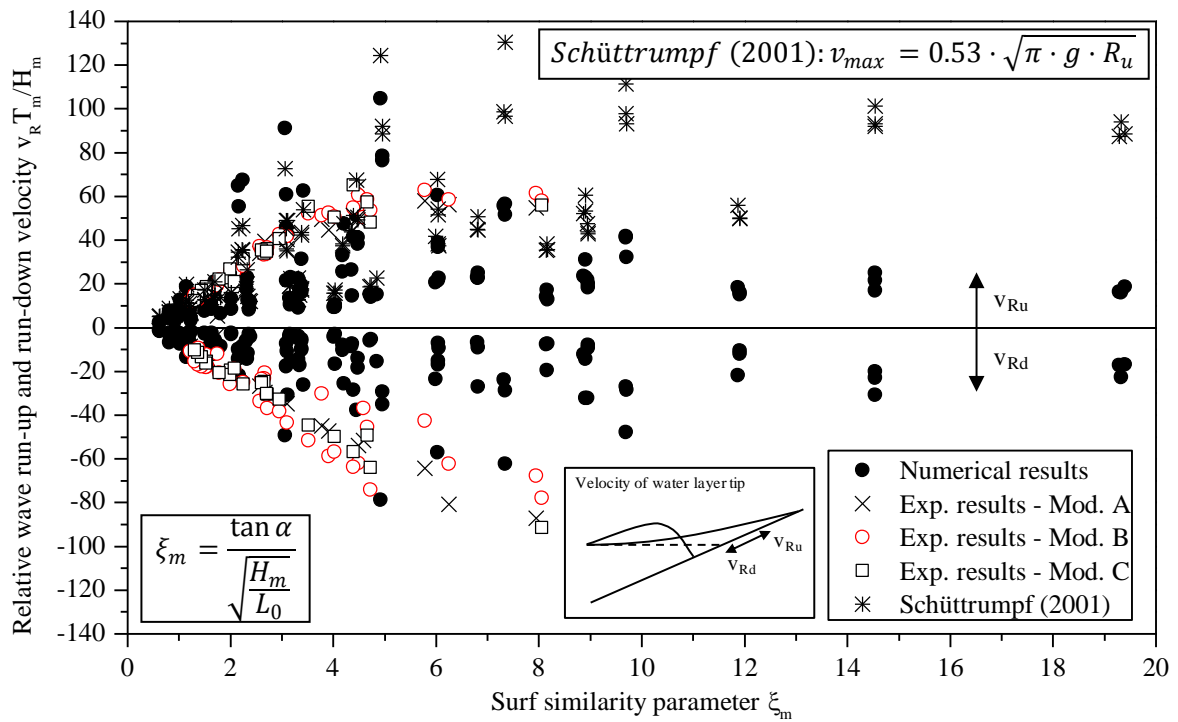 Relative wave run-up and run-down velocity v_R T_m/H_m
140
120
100
80
60
40
20
0
-20
-40
-60
-80
-100
-120
-140
Schüttrumpf (2001): v_max = 0.53 · √(π · g · R_u)
v_Ru
v_Rd
ξ_m = tan α / √(H_m / L_0)
Velocity of water layer tip
v_Ru
v_Rd
Numerical results
Exp. results - Mod. A
Exp. results - Mod. B
Exp. results - Mod. C
Schüttrumpf (2001)
0 2 4 6 8 10 12 14 16 18 20
Surf similarity parameter ξ_m